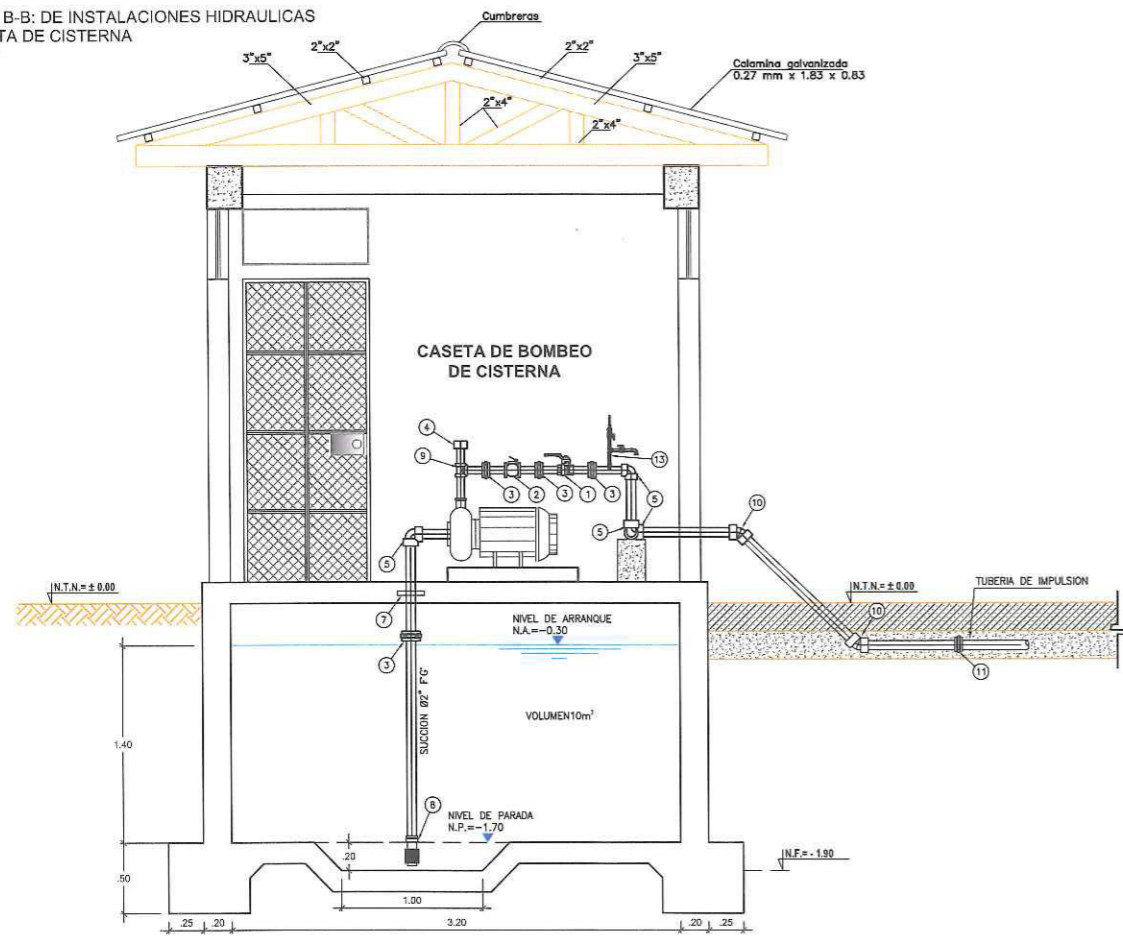 B-B: DE INSTALACIONES HIDRAULICAS
TA DE CISTERNA
Cumbreras
3"x5"
2"x2"
2"x2"
3"x5"
Calamina galvanizada
0.27 mm x 1.83 x 0.83
2"x4"
2"x4"
CASETA DE BOMBEO
DE CISTERNA
4
9
3
2
3
1
3
13
5
5
10
5
N.T.N.= ± 0.00
N.T.N.= ± 0.00
TUBERIA DE IMPULSION
7
NIVEL DE ARRANQUE
N.A.=-0.30
10
3
11
SUCCION Ø2" FºGº
VOLUMEN10m³
1.40
8
NIVEL DE PARADA
N.P.=-1.70
.20
N.F.= - 1.90
.50
1.00
.25
.20
3.20
.20
.25